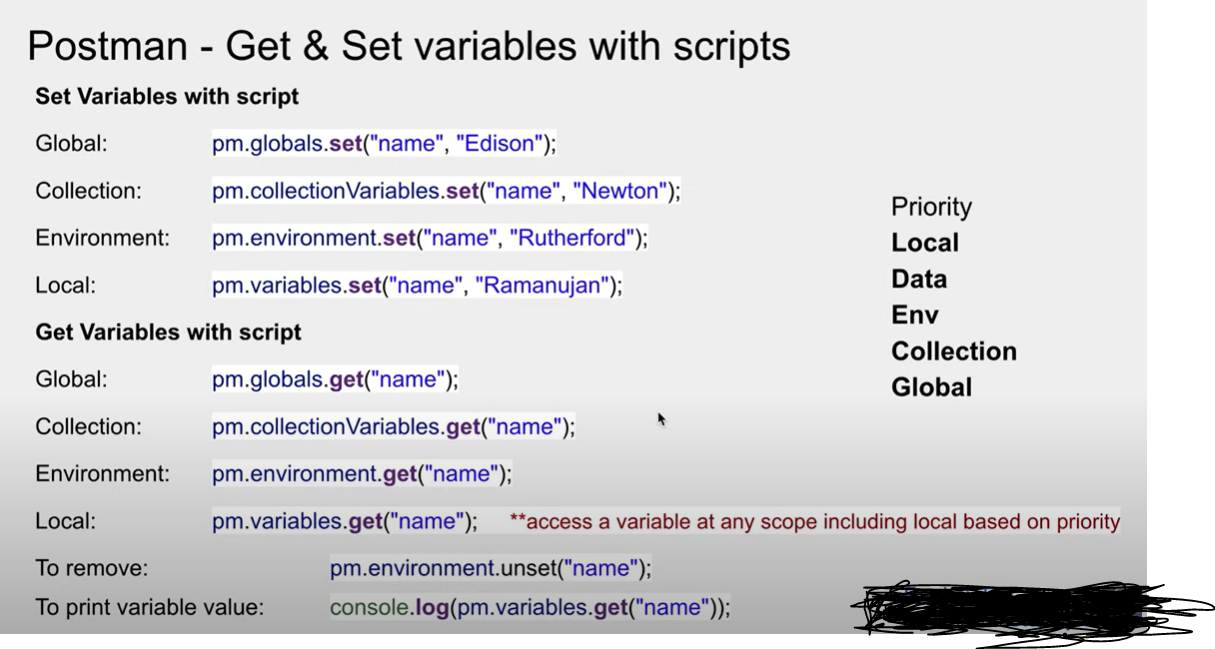 Postman - Get & Set variables with scripts
Set Variables with script
Global: pm.globals.set("name", "Edison");
Collection: pm.collectionVariables.set("name", "Newton");
Environment: pm.environment.set("name", "Rutherford");
Local: pm.variables.set("name", "Ramanujan");
Get Variables with script
Global: pm.globals.get("name");
Collection: pm.collectionVariables.get("name");
Environment: pm.environment.get("name");
Local: pm.variables.get("name"); **access a variable at any scope including local based on priority
To remove: pm.environment.unset("name");
To print variable value: console.log(pm.variables.get("name"));
Priority
Local
Data
Env
Collection
Global